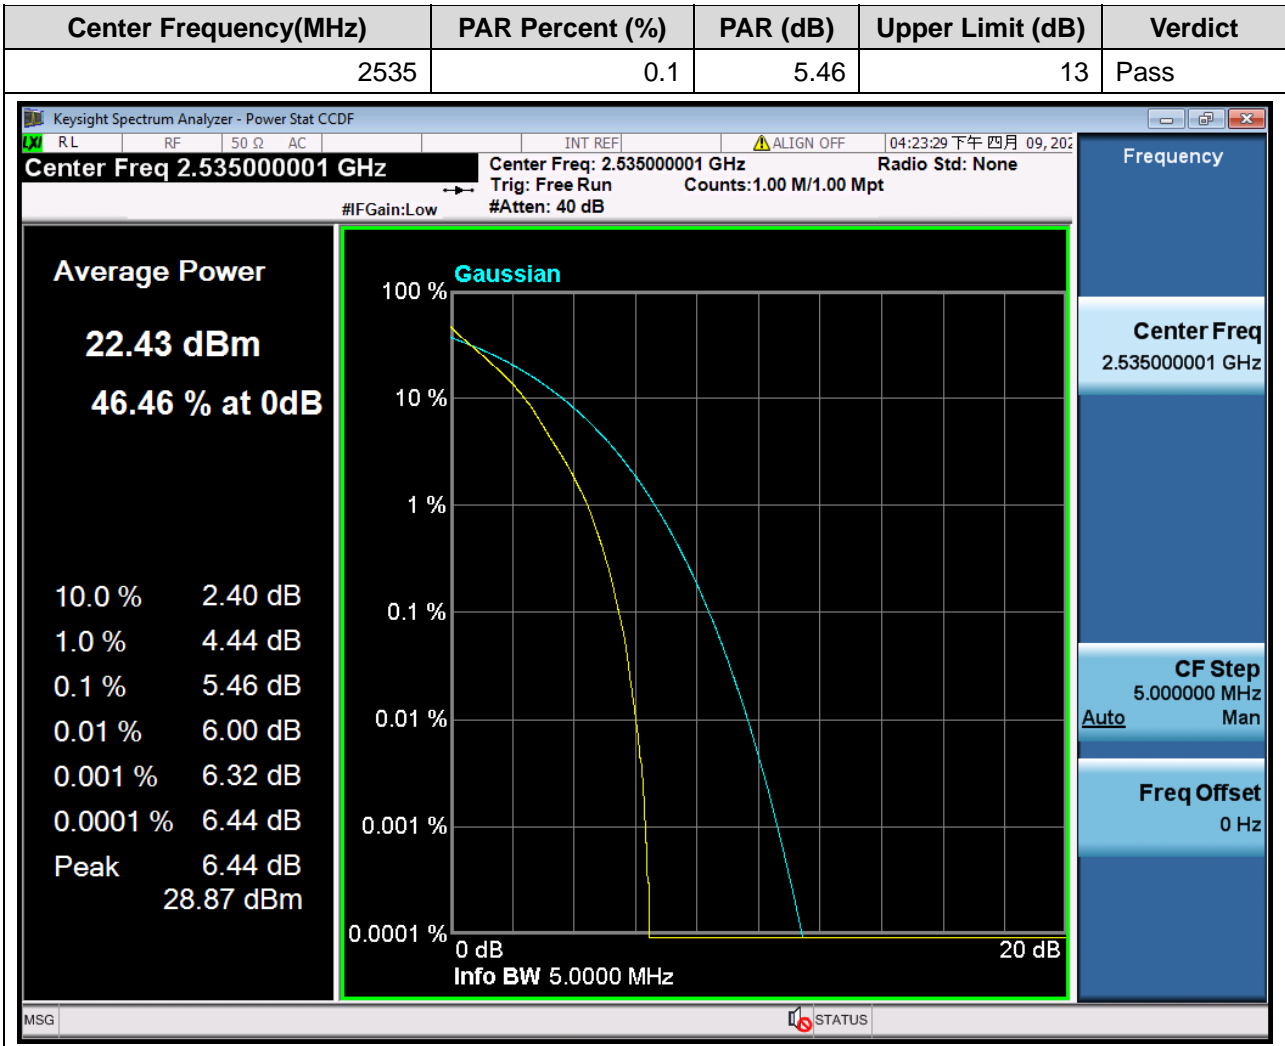 Center Frequency(MHz) PAR Percent (%) PAR (dB) Upper Limit (dB) Verdict
2535 0.1 5.46 13 Pass
Keysight Spectrum Analyzer - Power Stat CCDF
LXI RL RF 50 Ω AC INT REF ALIGN OFF 04:23:29 下午 四月 09, 202
Center Freq 2.535000001 GHz
Center Freq: 2.535000001 GHz Radio Std: None
Trig: Free Run Counts:1.00 M/1.00 Mpt
#IFGain:Low #Atten: 40 dB
Average Power
22.43 dBm
46.46 % at 0dB
10.0 % 2.40 dB
1.0 % 4.44 dB
0.1 % 5.46 dB
0.01 % 6.00 dB
0.001 % 6.32 dB
0.0001 % 6.44 dB
Peak 6.44 dB
28.87 dBm
Gaussian
100 %
10 %
1 %
0.1 %
0.01 %
0.001 %
0.0001 %
0 dB 20 dB
Info BW 5.0000 MHz
Frequency
Center Freq
2.535000001 GHz
CF Step
5.000000 MHz
Auto Man
Freq Offset
0 Hz
MSG STATUS